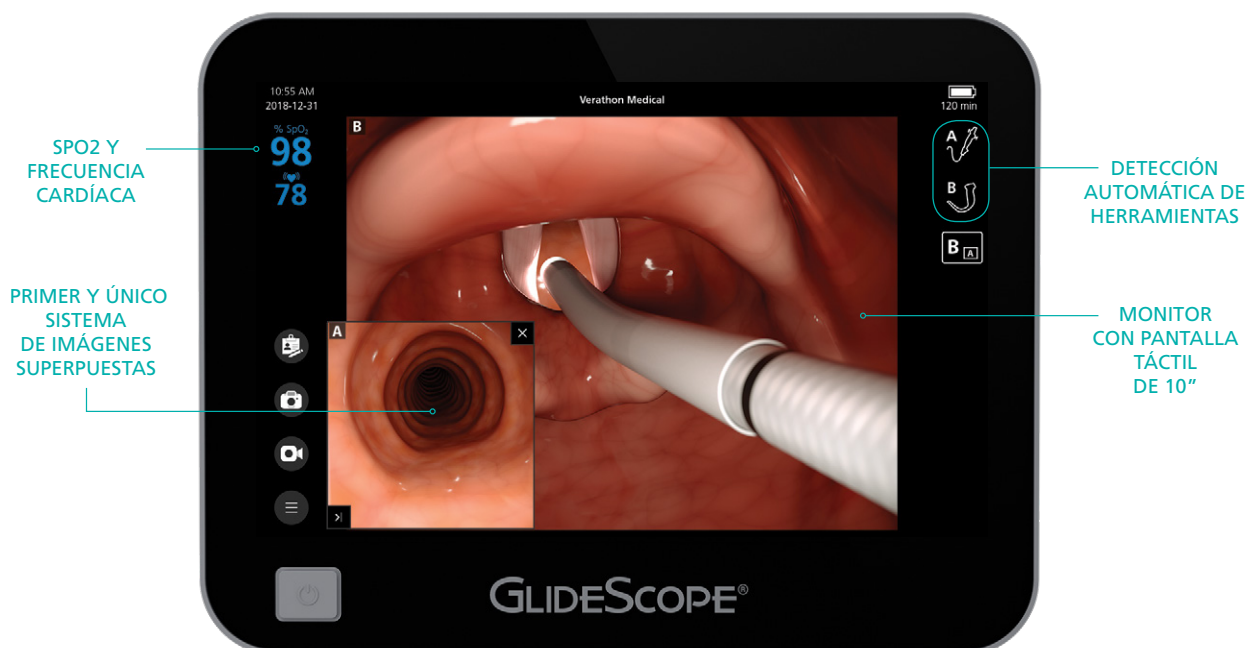 10:55 AM
2018-12-31
Verathon Medical
120 min
% SpO₂
98
78
B
A
B
B A
A
SPO2 Y
FRECUENCIA
CARDÍACA
DETECCIÓN
AUTOMÁTICA DE
HERRAMIENTAS
PRIMER Y ÚNICO
SISTEMA
DE IMÁGENES
SUPERPUESTAS
MONITOR
CON PANTALLA
TÁCTIL
DE 10”
GLIDESCOPE®